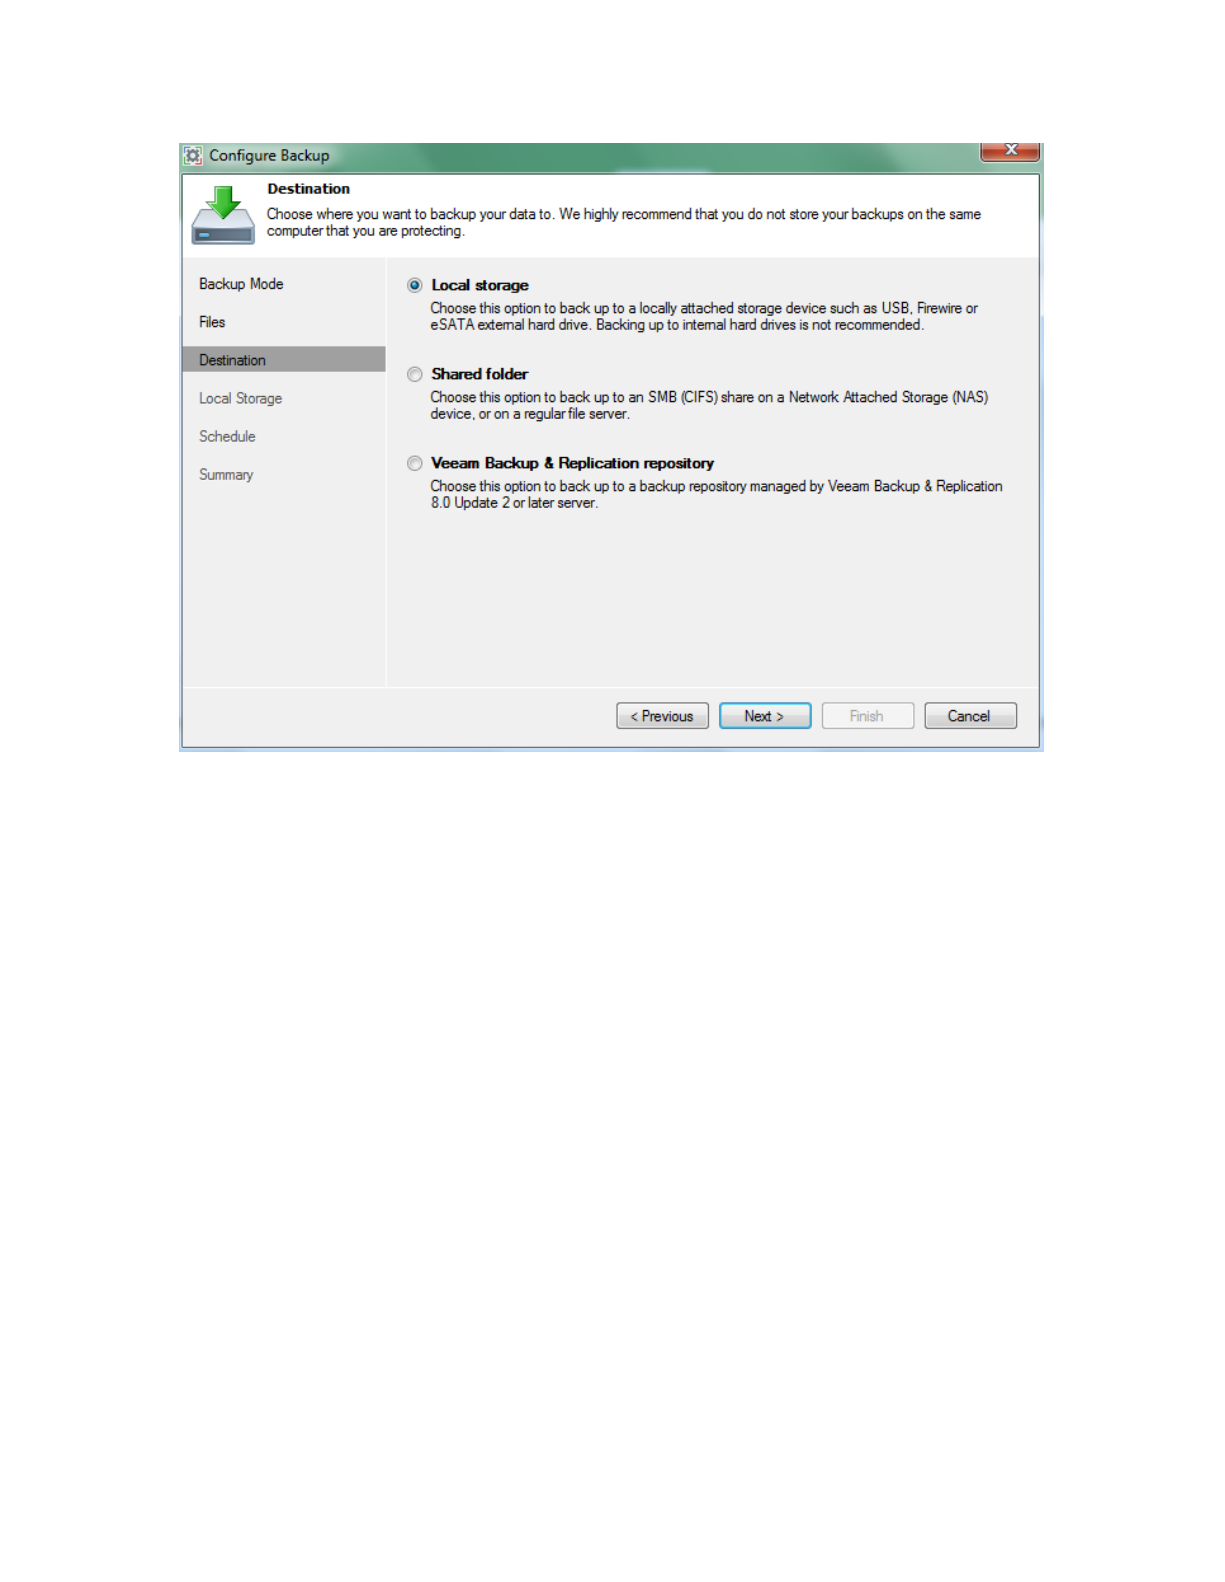 Configure Backup
Destination
Choose where you want to backup your data to. We highly recommend that you do not store your backups on the same
computer that you are protecting.
Backup Mode
Files
Destination
Local Storage
Schedule
Summary
Local storage
Choose this option to back up to a locally attached storage device such as USB, Firewire or
eSATA external hard drive. Backing up to internal hard drives is not recommended.
Shared folder
Choose this option to back up to an SMB (CIFS) share on a Network Attached Storage (NAS)
device, or on a regular file server.
Veeam Backup & Replication repository
Choose this option to back up to a backup repository managed by Veeam Backup & Replication
8.0 Update 2 or later server.
< Previous
Next >
Finish
Cancel